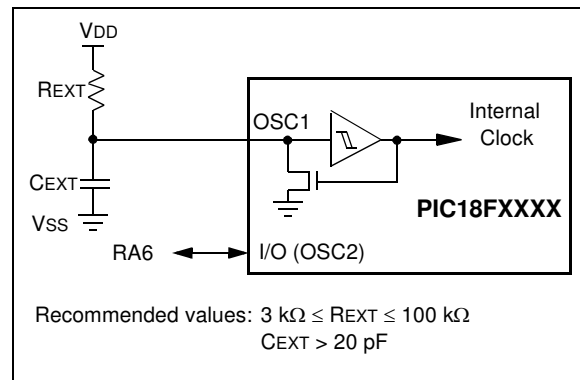 VDD
REXT
OSC1
Internal
Clock
CEXT
PIC18FXXXX
VSS
RA6
I/O (OSC2)
Recommended values: 3 kΩ ≤ REXT ≤ 100 kΩ
CEXT > 20 pF